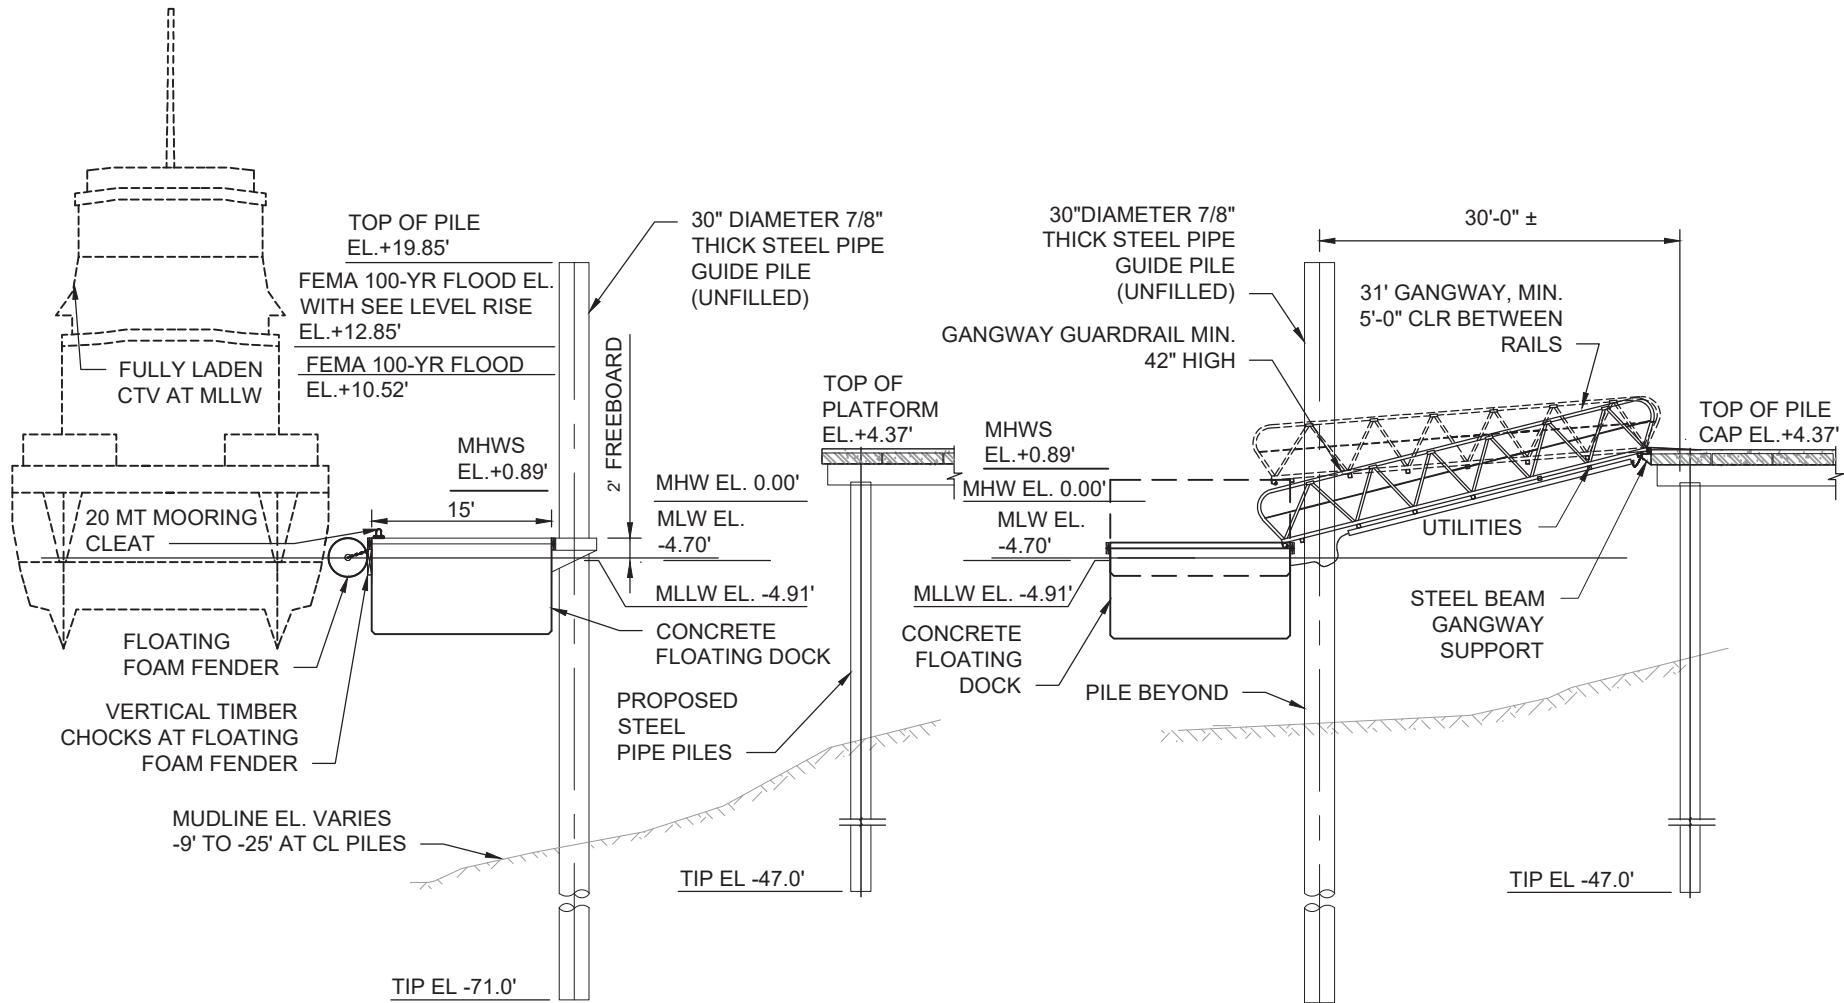 TOP OF PILE
EL.+19.85'
FEMA 100-YR FLOOD EL.
WITH SEE LEVEL RISE
EL.+12.85'
FEMA 100-YR FLOOD
EL.+10.52'
FULLY LADEN
CTV AT MLLW
MHWS
EL.+0.89'
15'
20 MT MOORING
CLEAT
FLOATING
FOAM FENDER
VERTICAL TIMBER
CHOCKS AT FLOATING
FOAM FENDER
MUDLINE EL. VARIES
-9' TO -25' AT CL PILES
TIP EL -71.0'
30" DIAMETER 7/8"
THICK STEEL PIPE
GUIDE PILE
(UNFILLED)
2' FREEBOARD
MHW EL. 0.00'
MLW EL.
-4.70'
MLLW EL. -4.91'
CONCRETE
FLOATING DOCK
PROPOSED
STEEL
PIPE PILES
TIP EL -47.0'
TOP OF
PLATFORM
EL.+4.37'
30"DIAMETER 7/8"
THICK STEEL PIPE
GUIDE PILE
(UNFILLED)
GANGWAY GUARDRAIL MIN.
42" HIGH
MHWS
EL.+0.89'
MHW EL. 0.00'
MLW EL.
-4.70'
MLLW EL. -4.91'
CONCRETE
FLOATING
DOCK
PILE BEYOND
30'-0" ±
31' GANGWAY, MIN.
5'-0" CLR BETWEEN
RAILS
TOP OF PILE
CAP EL.+4.37'
UTILITIES
STEEL BEAM
GANGWAY
SUPPORT
TIP EL -47.0'